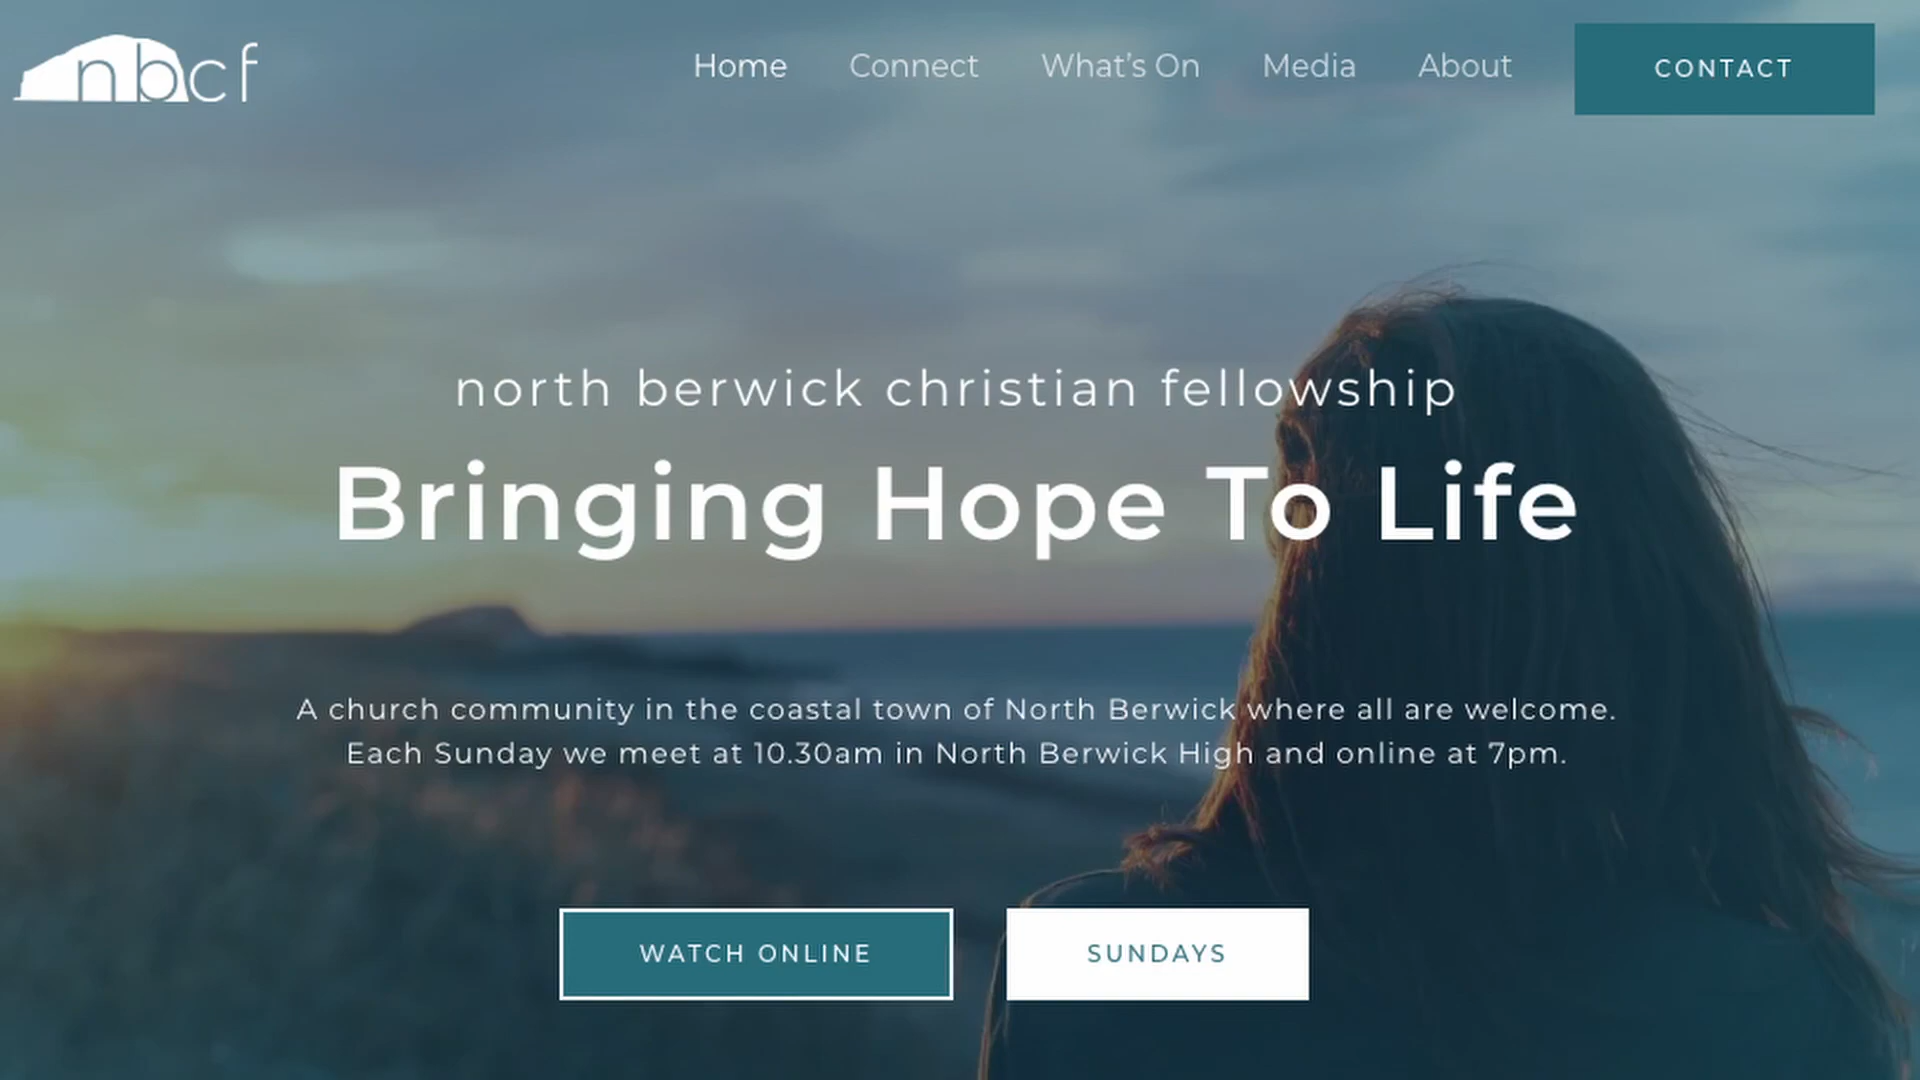 nbcf
Home Connect What's On Media About CONTACT
north berwick christian fellowship
Bringing Hope To Life
A church community in the coastal town of North Berwick where all are welcome.
Each Sunday we meet at 10.30am in North Berwick High and online at 7pm.
WATCH ONLINE SUNDAYS